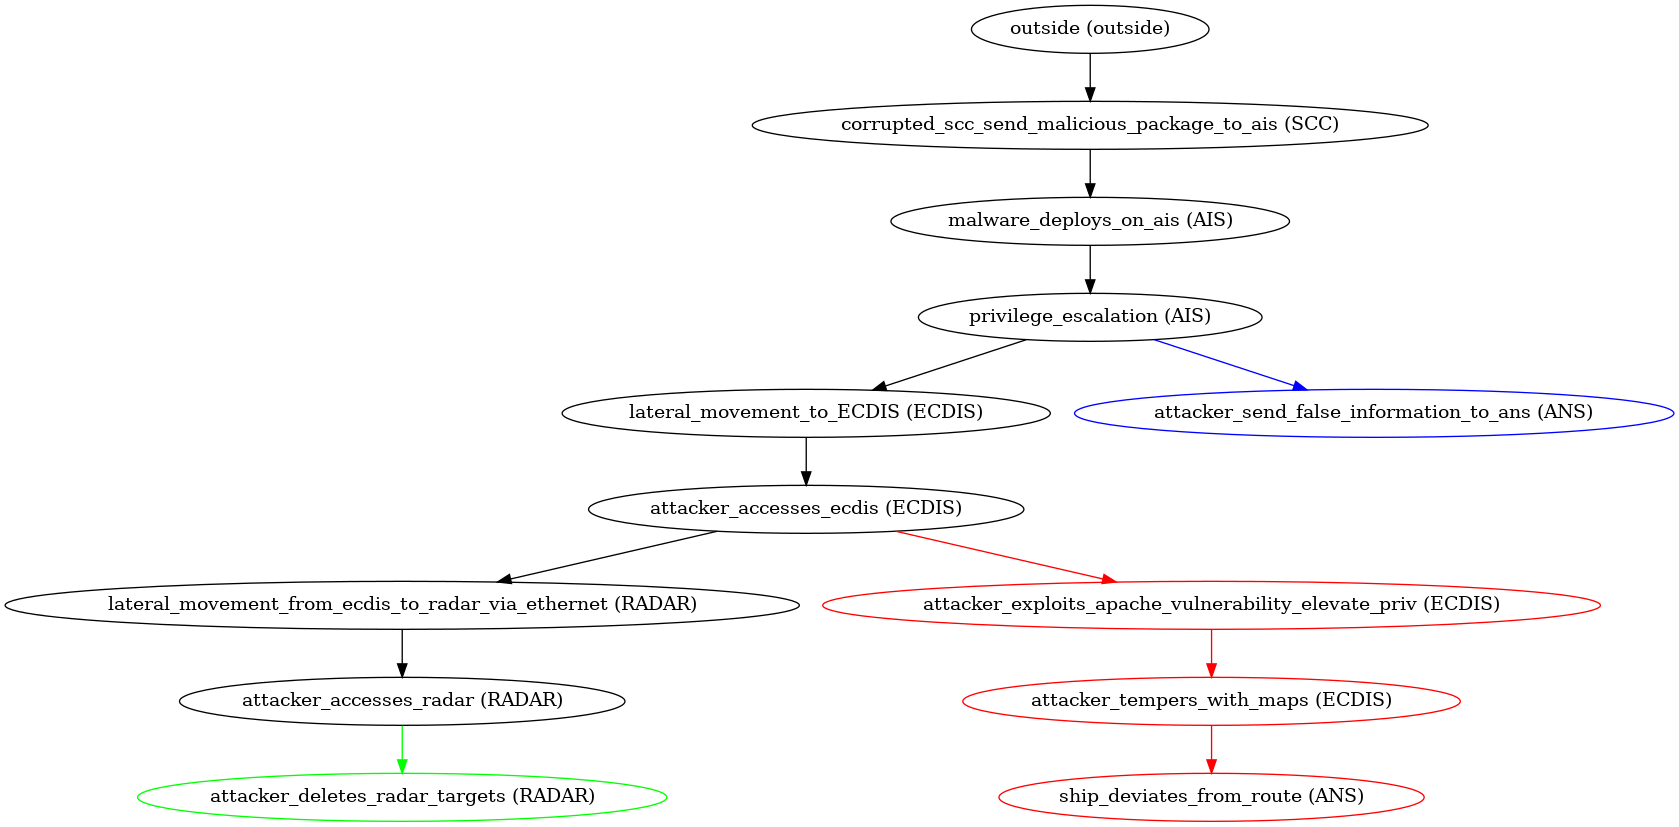 outside (outside)
corrupted_scc_send_malicious_package_to_ais (SCC)
malware_deploys_on_ais (AIS)
privilege_escalation (AIS)
lateral_movement_to_ECDIS (ECDIS)
attacker_send_false_information_to_ans (ANS)
attacker_accesses_ecdis (ECDIS)
lateral_movement_from_ecdis_to_radar_via_ethernet (RADAR)
attacker_exploits_apache_vulnerability_elevate_priv (ECDIS)
attacker_accesses_radar (RADAR)
attacker_tempers_with_maps (ECDIS)
attacker_deletes_radar_targets (RADAR)
ship_deviates_from_route (ANS)